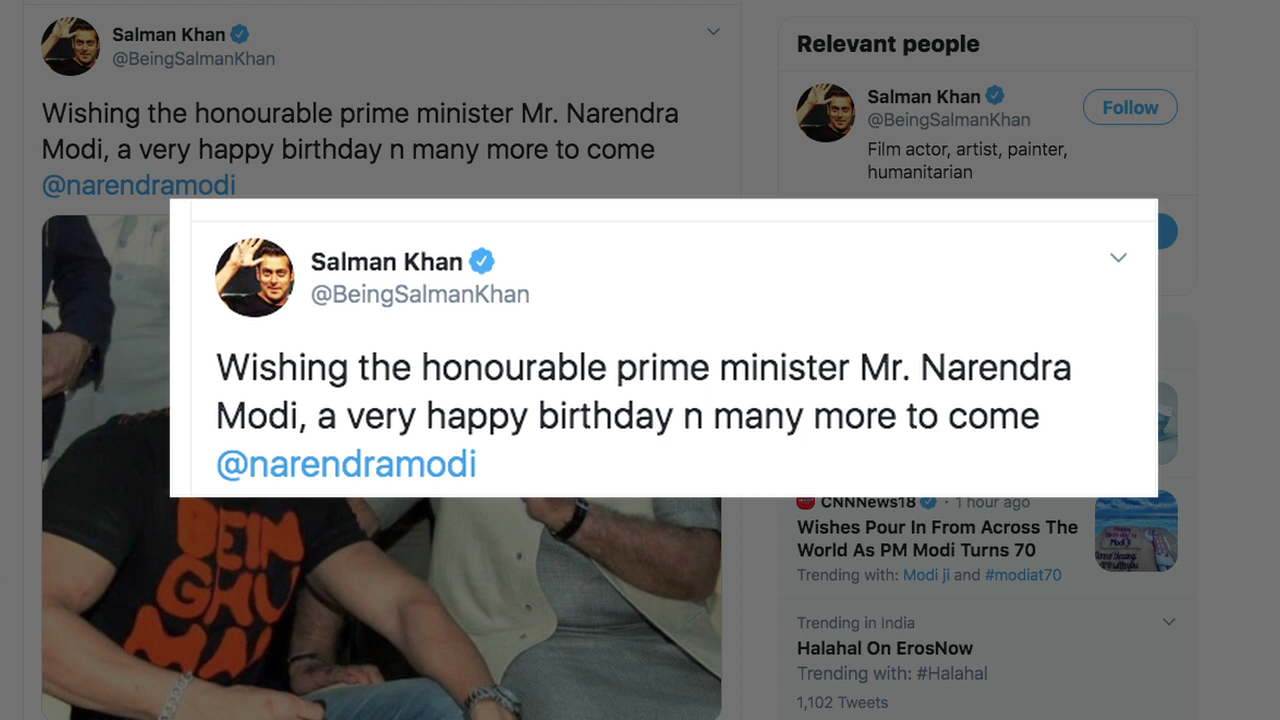 Salman Khan
@BeingSalmanKhan
Wishing the honourable prime minister Mr. Narendra
Modi, a very happy birthday n many more to come
@narendramodi
Relevant people
Salman Khan
@BeingSalmanKhan
Follow
Film actor, artist, painter,
humanitarian
Salman Khan
@BeingSalmanKhan
Wishing the honourable prime minister Mr. Narendra
Modi, a very happy birthday n many more to come
@narendramodi
BEIN
GHU
MAN
CNNNews18 · 1 hour ago
Wishes Pour In From Across The
World As PM Modi Turns 70
Trending with: Modi ji and #modiat70
Trending in India
Halahal On ErosNow
Trending with: #Halahal
1,102 Tweets